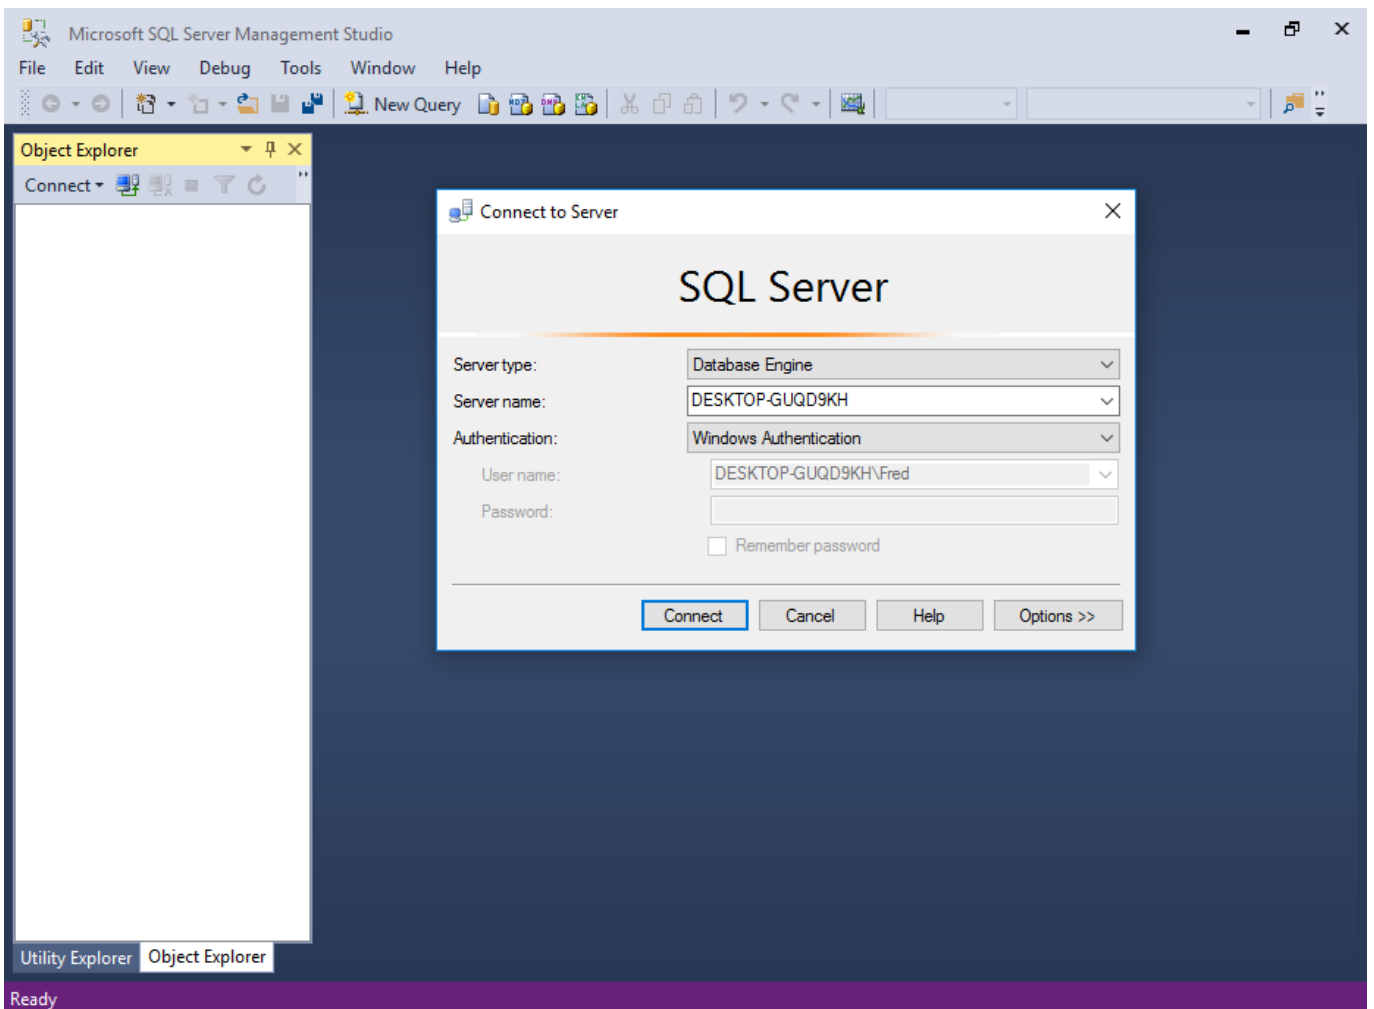 Microsoft SQL Server Management Studio
File Edit View Debug Tools Window Help
New Query
Object Explorer
Connect
Connect to Server
SQL Server
Server type: Database Engine
Server name: DESKTOP-GUQD9KH
Authentication: Windows Authentication
User name: DESKTOP-GUQD9KH\Fred
Password:
Remember password
Connect Cancel Help Options >>
Utility Explorer Object Explorer
Ready